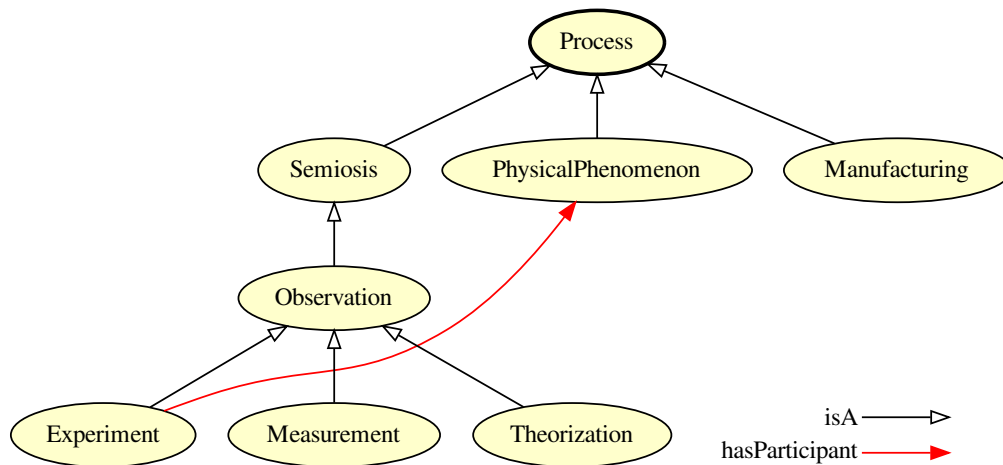 Process
Semiosis
PhysicalPhenomenon
Manufacturing
Observation
Experiment
Measurement
Theorization
isA
hasParticipant